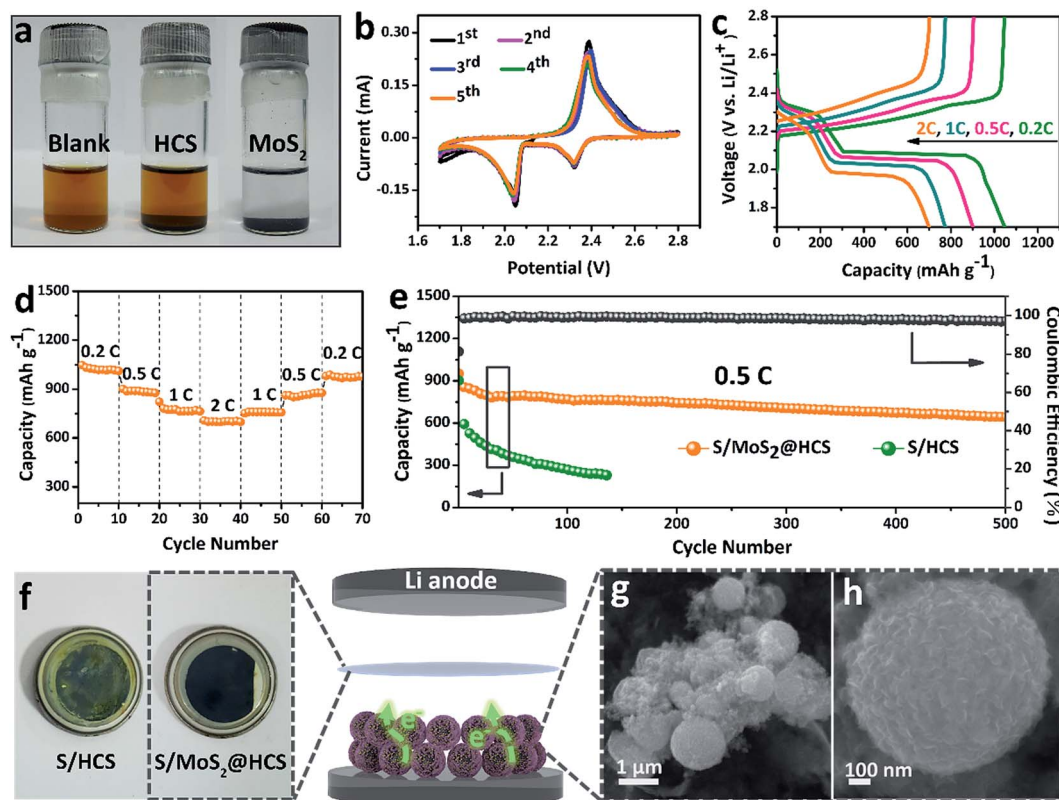 a
Blank HCS MoS₂
b
1ˢᵗ 2ⁿᵈ
3ʳᵈ 4ᵗʰ
5ᵗʰ
Current (mA)
0.30
0.15
0.00
-0.15
1.6 1.8 2.0 2.2 2.4 2.6 2.8
Potential (V)
c
Voltage (V vs. Li/Li⁺)
2.8
2.6
2.4
2.2
2.0
1.8
2C, 1C, 0.5C, 0.2C
0 200 400 600 800 1000 1200
Capacity (mAh g⁻¹)
d
Capacity (mAh g⁻¹)
1500
1200
900
600
300
0.2 C 0.5 C 1 C 2 C 1 C 0.5 C 0.2 C
0 10 20 30 40 50 60 70
Cycle Number
e
Capacity (mAh g⁻¹)
1500
1350
1200
1050
900
750
600
450
300
150
0
0.5 C
S/MoS₂@HCS S/HCS
0 100 200 300 400 500
Cycle Number
100
80
60
40
20
0
Coulombic Efficiency (%)
f
S/HCS S/MoS₂@HCS
Li anode
e⁻ e⁻
g
1 µm
h
100 nm